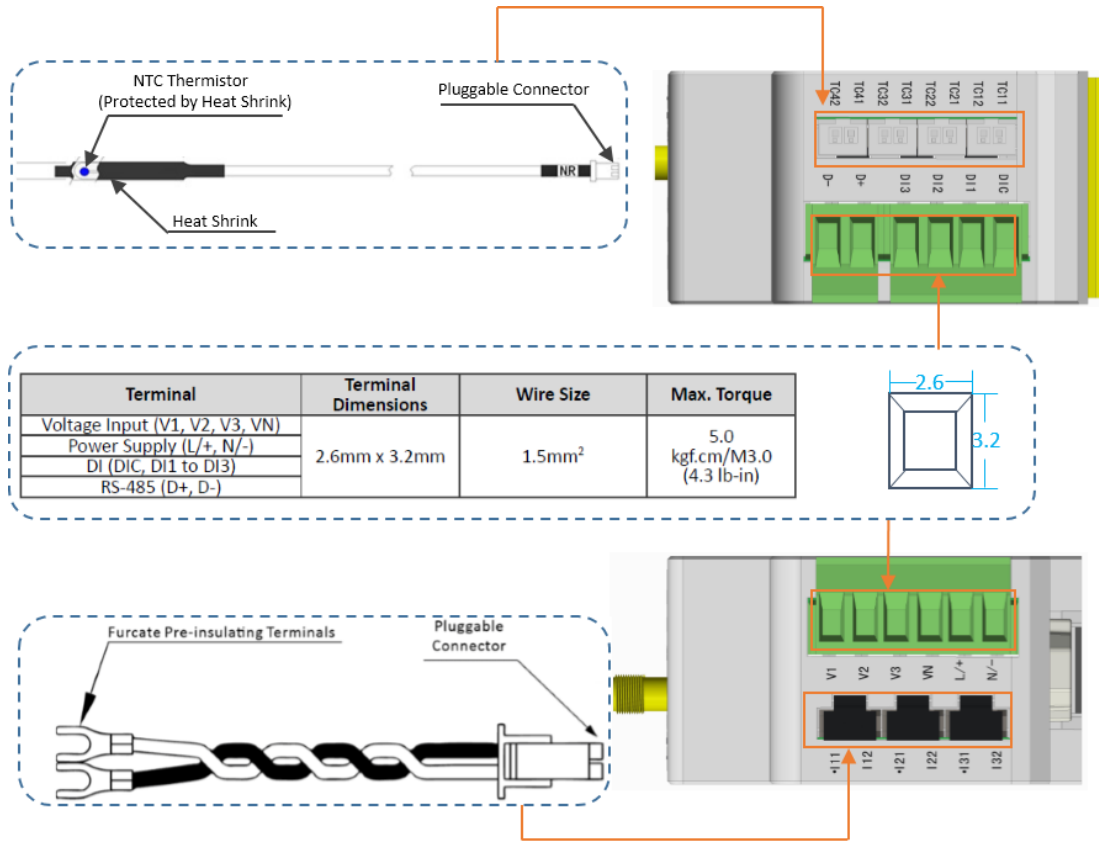 NTC Thermistor
(Protected by Heat Shrink)
Pluggable Connector
NR
Heat Shrink
TC42 TC41 TC32 TC31 TC22 TC21 TC12 TC11
D- D+ DI3 DI2 DI1 DIC
Terminal Terminal Dimensions Wire Size Max. Torque
Voltage Input (V1, V2, V3, VN)
Power Supply (L/+, N/-)
DI (DIC, DI1 to DI3)
RS-485 (D+, D-)
2.6mm x 3.2mm
1.5mm²
5.0
kgf.cm/M3.0
(4.3 lb-in)
2.6
3.2
Furcate Pre-insulating Terminals
Pluggable
Connector
V1 V2 V3 VN L/+ N/-
•I11 I12 •I21 I22 •I31 I32